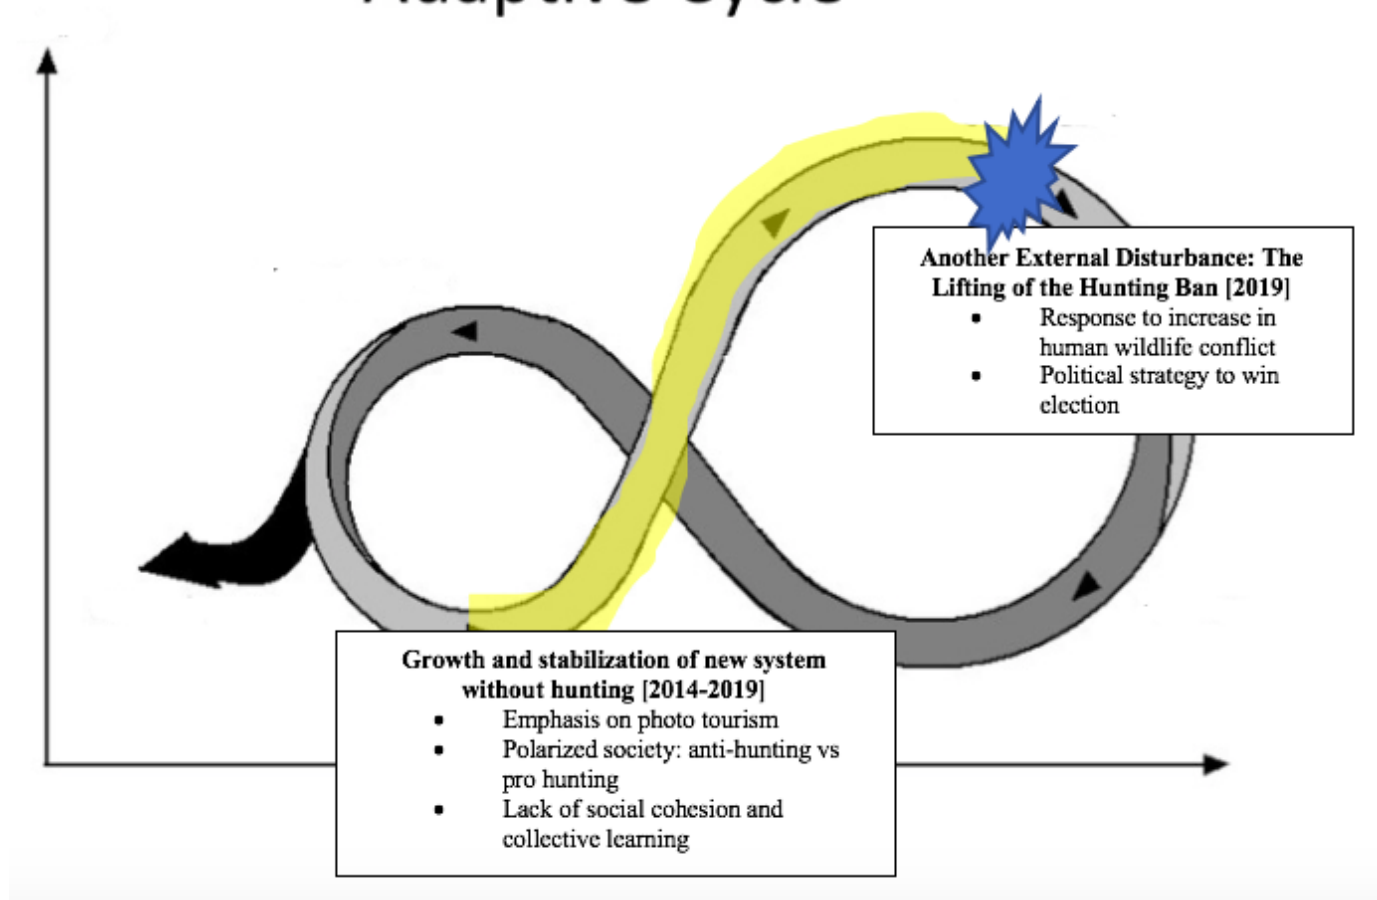 Adaptive Cycle
Another External Disturbance: The
Lifting of the Hunting Ban [2019]
• Response to increase in
human wildlife conflict
• Political strategy to win
election
Growth and stabilization of new system
without hunting [2014-2019]
• Emphasis on photo tourism
• Polarized society: anti-hunting vs
pro hunting
• Lack of social cohesion and
collective learning